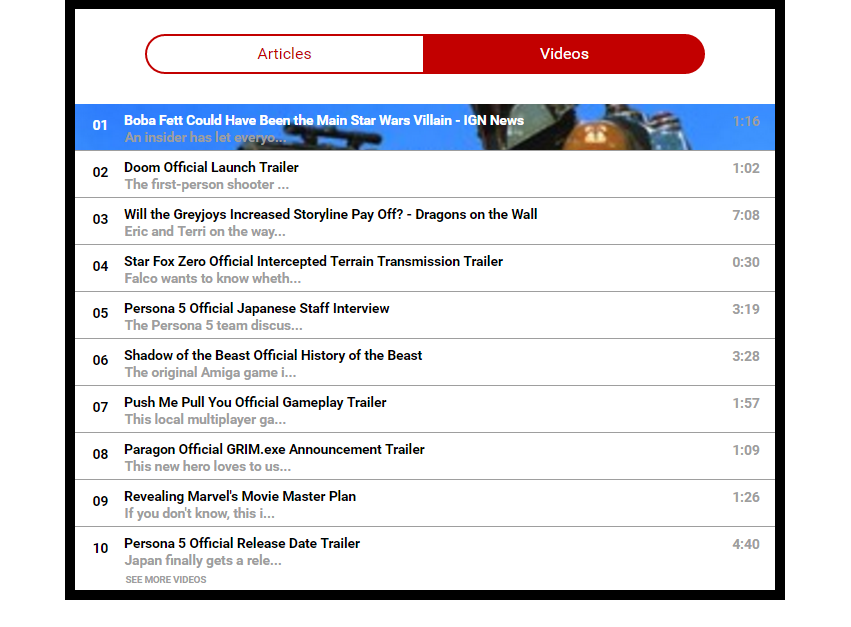 Articles
Videos
01
Boba Fett Could Have Been the Main Star Wars Villain - IGN News
1:16
An insider has let everyo...
02
Doom Official Launch Trailer
1:02
The first-person shooter ...
03
Will the Greyjoys Increased Storyline Pay Off? - Dragons on the Wall
7:08
Eric and Terri on the way...
04
Star Fox Zero Official Intercepted Terrain Transmission Trailer
0:30
Falco wants to know wheth...
05
Persona 5 Official Japanese Staff Interview
3:19
The Persona 5 team discus...
06
Shadow of the Beast Official History of the Beast
3:28
The original Amiga game i...
07
Push Me Pull You Official Gameplay Trailer
1:57
This local multiplayer ga...
08
Paragon Official GRIM.exe Announcement Trailer
1:09
This new hero loves to us...
09
Revealing Marvel's Movie Master Plan
1:26
If you don't know, this i...
10
Persona 5 Official Release Date Trailer
4:40
Japan finally gets a rele...
SEE MORE VIDEOS